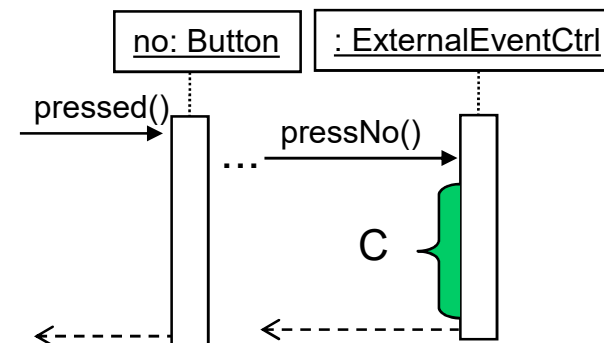 no: Button
: ExternalEventCtrl
pressed()
... pressNo()
C